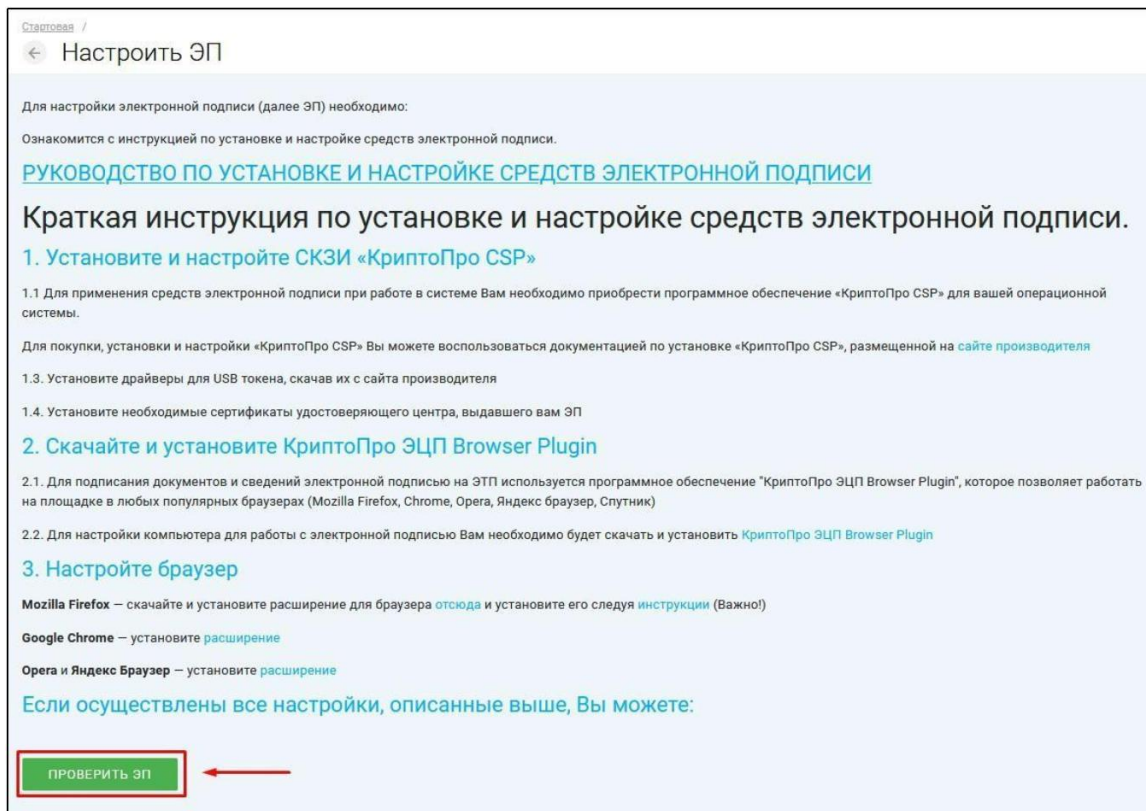 Стартовая /
← Настроить ЭП
Для настройки электронной подписи (далее ЭП) необходимо:
Ознакомится с инструкцией по установке и настройке средств электронной подписи.
РУКОВОДСТВО ПО УСТАНОВКЕ И НАСТРОЙКЕ СРЕДСТВ ЭЛЕКТРОННОЙ ПОДПИСИ
Краткая инструкция по установке и настройке средств электронной подписи.
1. Установите и настройте СКЗИ «КриптоПро CSP»
1.1 Для применения средств электронной подписи при работе в системе Вам необходимо приобрести программное обеспечение «КриптоПро CSP» для вашей операционной
системы.
Для покупки, установки и настройки «КриптоПро CSP» Вы можете воспользоваться документацией по установке «КриптоПро CSP», размещенной на сайте производителя
1.3. Установите драйверы для USB токена, скачав их с сайта производителя
1.4. Установите необходимые сертификаты удостоверяющего центра, выдавшего вам ЭП
2. Скачайте и установите КриптоПро ЭЦП Browser Plugin
2.1. Для подписания документов и сведений электронной подписью на ЭТП используется программное обеспечение "КриптоПро ЭЦП Browser Plugin", которое позволяет работать
на площадке в любых популярных браузерах (Mozilla Firefox, Chrome, Opera, Яндекс браузер, Спутник)
2.2. Для настройки компьютера для работы с электронной подписью Вам необходимо будет скачать и установить КриптоПро ЭЦП Browser Plugin
3. Настройте браузер
Mozilla Firefox — скачайте и установите расширение для браузера отсюда и установите его следуя инструкции (Важно!)
Google Chrome — установите расширение
Opera и Яндекс Браузер — установите расширение
Если осуществлены все настройки, описанные выше, Вы можете:
ПРОВЕРИТЬ ЭП